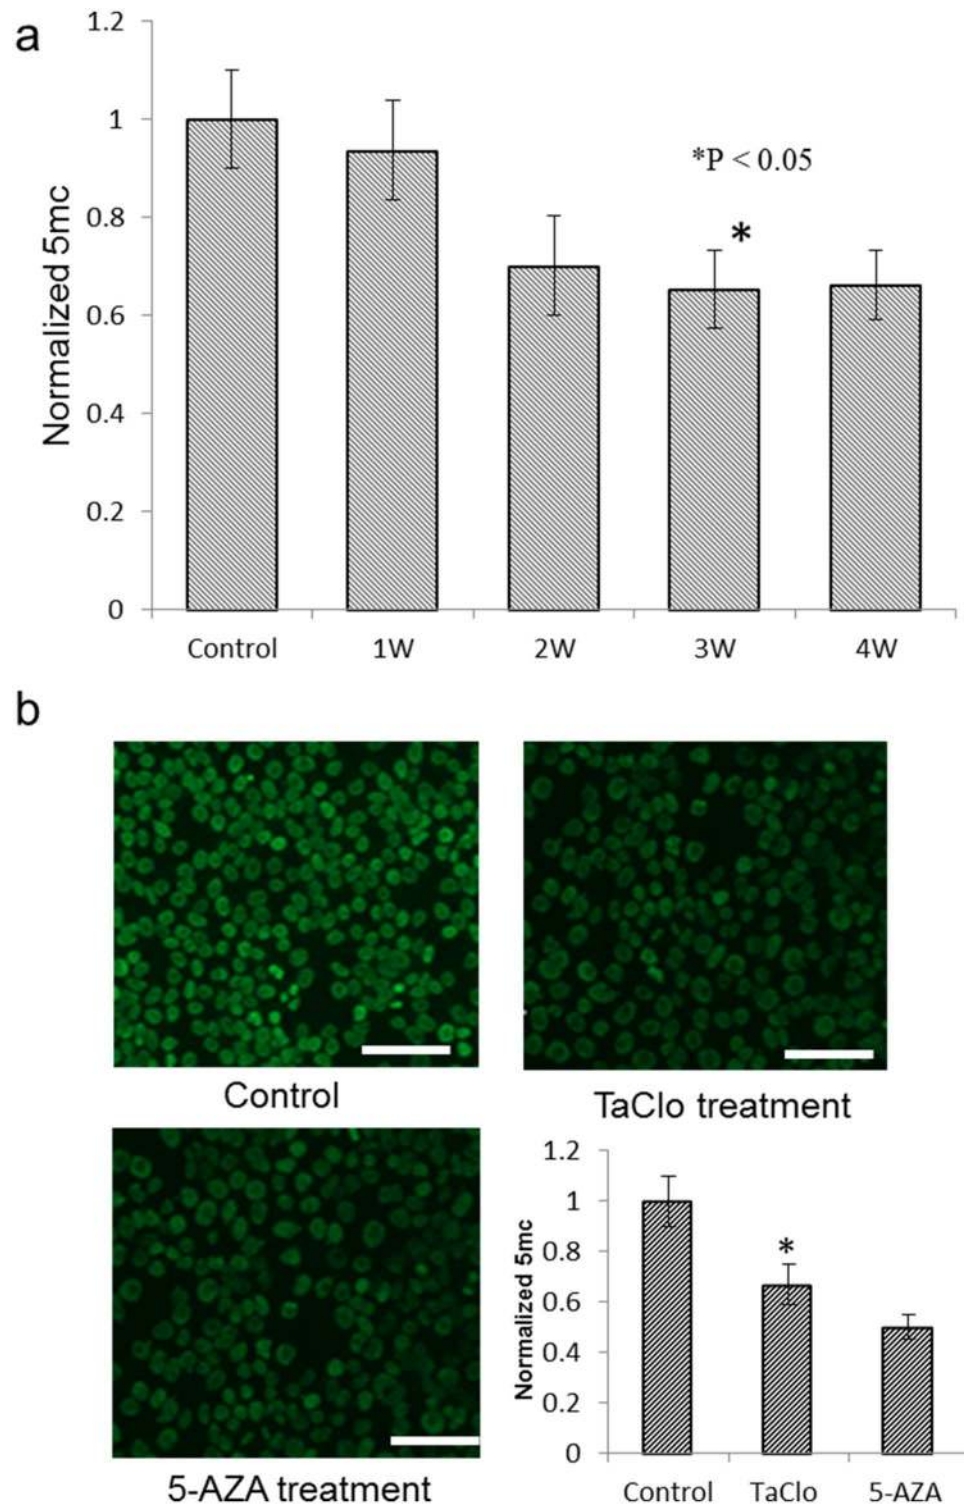 a
Normalized 5mc
1.2
1
0.8
0.6
0.4
0.2
0
*P < 0.05
*
Control 1W 2W 3W 4W
b
Control
TaClo treatment
5-AZA treatment
Normalized 5mc
1.2
1
0.8
0.6
0.4
0.2
0
*
Control TaClo 5-AZA